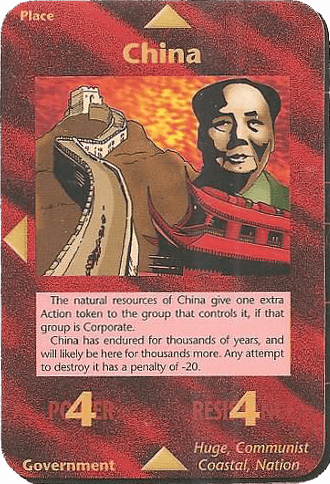 Place
China
The natural resources of China give one extra
Action token to the group that controls it, if that
group is Corporate.
China has endured for thousands of years, and
will likely be here for thousands more. Any attempt
to destroy it has a penalty of -20.
POWER 4
RESISTANCE 4
Huge, Communist
Government
Coastal, Nation